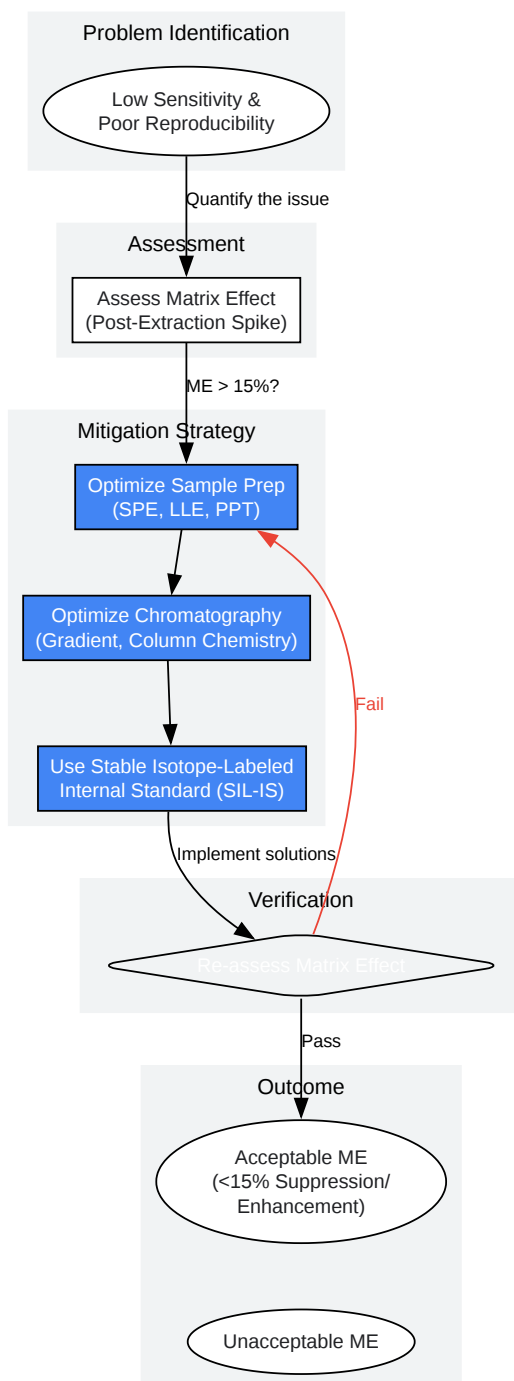 Problem Identification
Low Sensitivity &
Poor Reproducibility
Quantify the issue
Assessment
Assess Matrix Effect
(Post-Extraction Spike)
ME > 15%?
Mitigation Strategy
Optimize Sample Prep
(SPE, LLE, PPT)
Optimize Chromatography
(Gradient, Column Chemistry)
Fail
Use Stable Isotope-Labeled
Internal Standard (SIL-IS)
Implement solutions
Verification
Re-assess Matrix Effect
Pass
Outcome
Acceptable ME
(<15% Suppression/
Enhancement)
Unacceptable ME